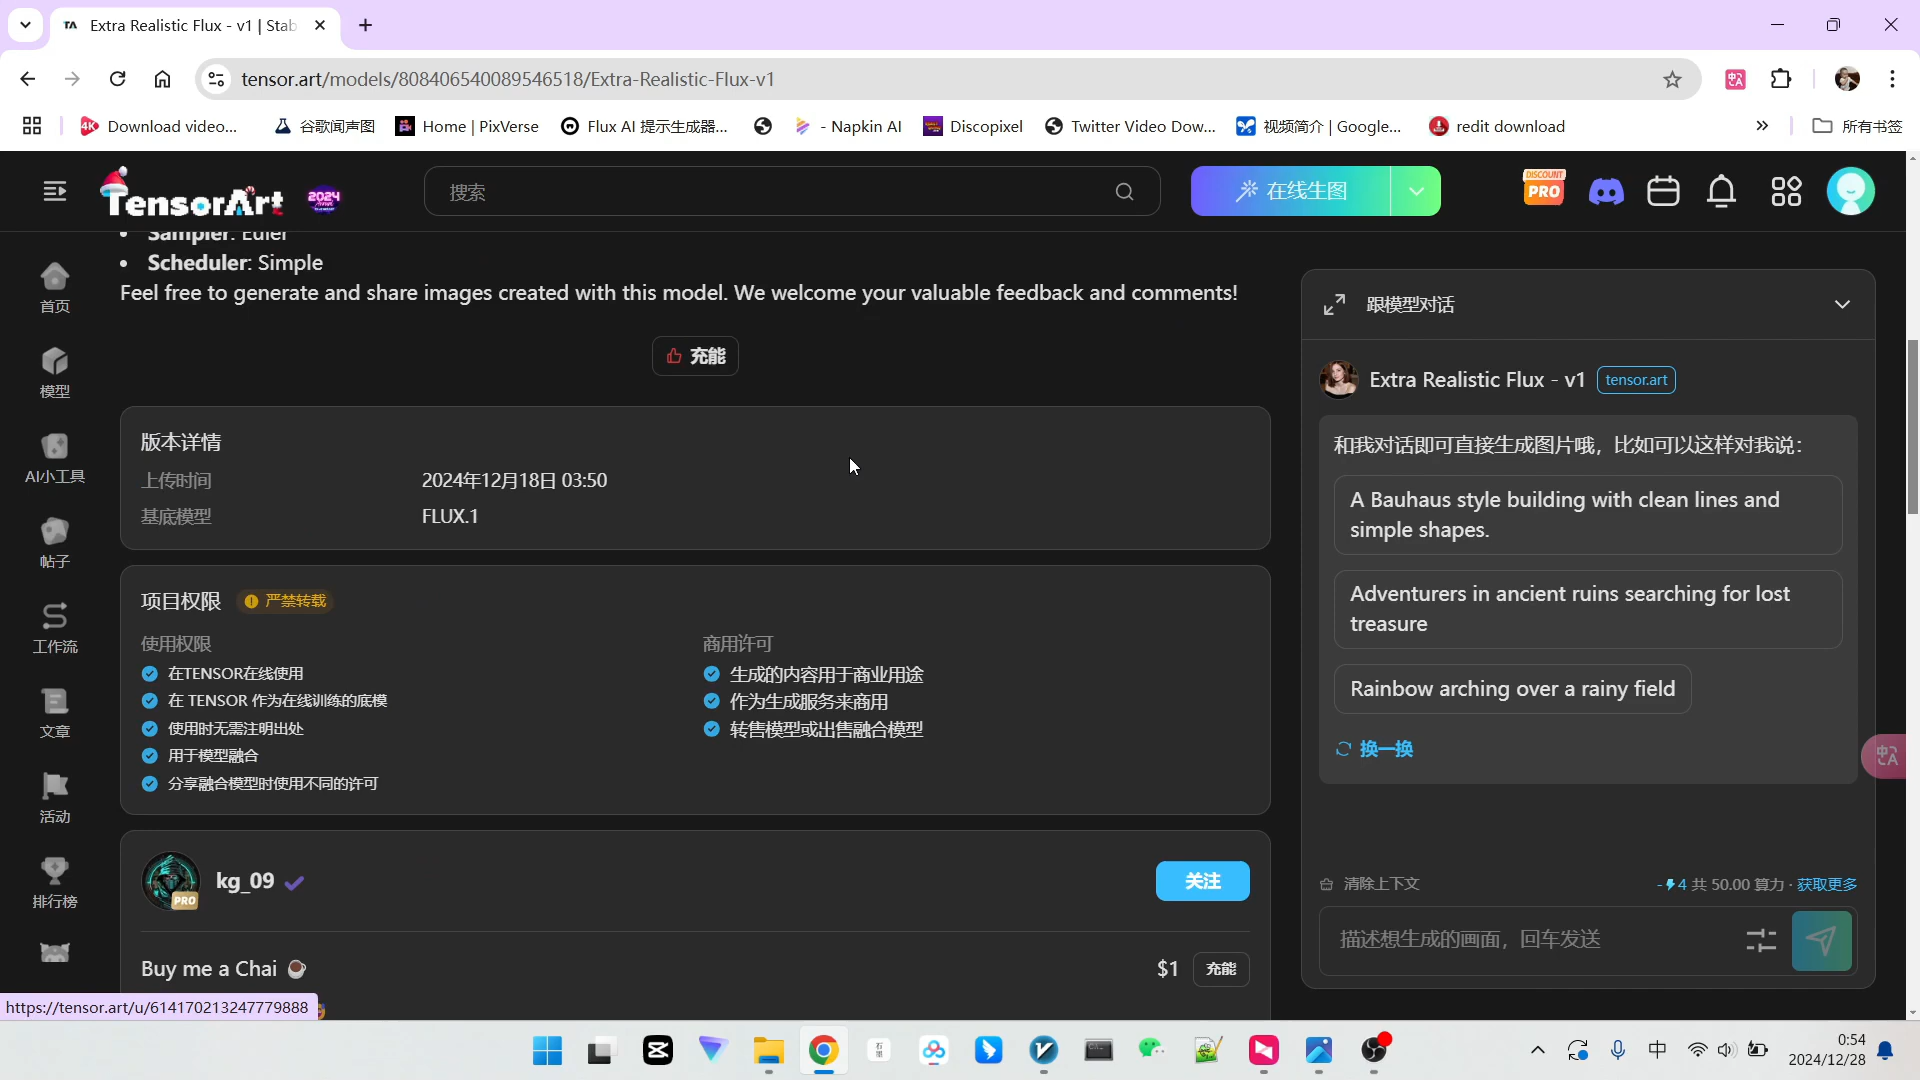 Extra Realistic Flux - v1 | Stab
tensor.art/models/808406540089546518/Extra-Realistic-Flux-v1
Download video...
谷歌闻声图
Home | PixVerse
Flux AI 提示生成器...
- Napkin AI
Discopixel
Twitter Video Dow...
视频简介 | Google...
redit download
所有书签
TensorArt
2024
搜索
在线生图
DISCOUNT
PRO
Sampler: Euler
Scheduler: Simple
Feel free to generate and share images created with this model. We welcome your valuable feedback and comments!
充能
首页
模型
AI小工具
帖子
工作流
文章
活动
排行榜
版本详情
上传时间 2024年12月18日 03:50
基底模型 FLUX.1
项目权限 严禁转载
使用权限
在TENSOR在线使用
在 TENSOR 作为在线训练的底模
使用时无需注明出处
用于模型融合
分享融合模型时使用不同的许可
商用许可
生成的内容用于商业用途
作为生成服务来商用
转售模型或出售融合模型
kg_09
PRO
关注
Buy me a Chai
$1 充能
跟模型对话
Extra Realistic Flux - v1 tensor.art
和我对话即可直接生成图片哦，比如可以这样对我说：
A Bauhaus style building with clean lines and
simple shapes.
Adventurers in ancient ruins searching for lost
treasure
Rainbow arching over a rainy field
换一换
清除上下文
- 4 共 50.00 算力 · 获取更多
描述想生成的画面，回车发送
https://tensor.art/u/614170213247779888
中
0:54
2024/12/28